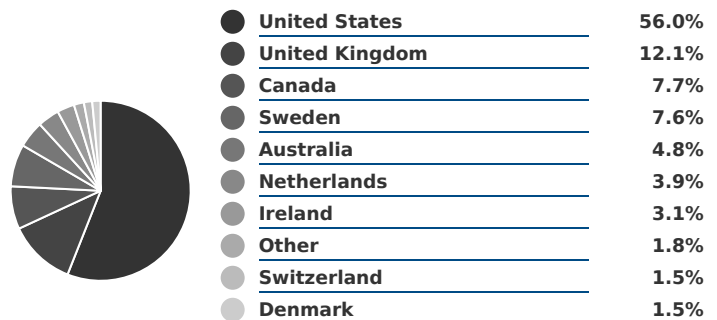 United States 56.0%
United Kingdom 12.1%
Canada 7.7%
Sweden 7.6%
Australia 4.8%
Netherlands 3.9%
Ireland 3.1%
Other 1.8%
Switzerland 1.5%
Denmark 1.5%